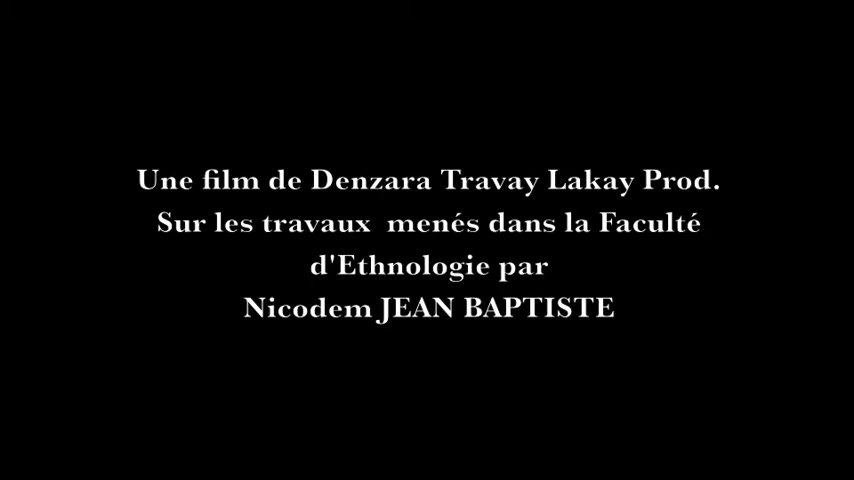 Une film de Denzara Travay Lakay Prod.
Sur les travaux menés dans la Faculté
d'Ethnologie par
Nicodem JEAN BAPTISTE